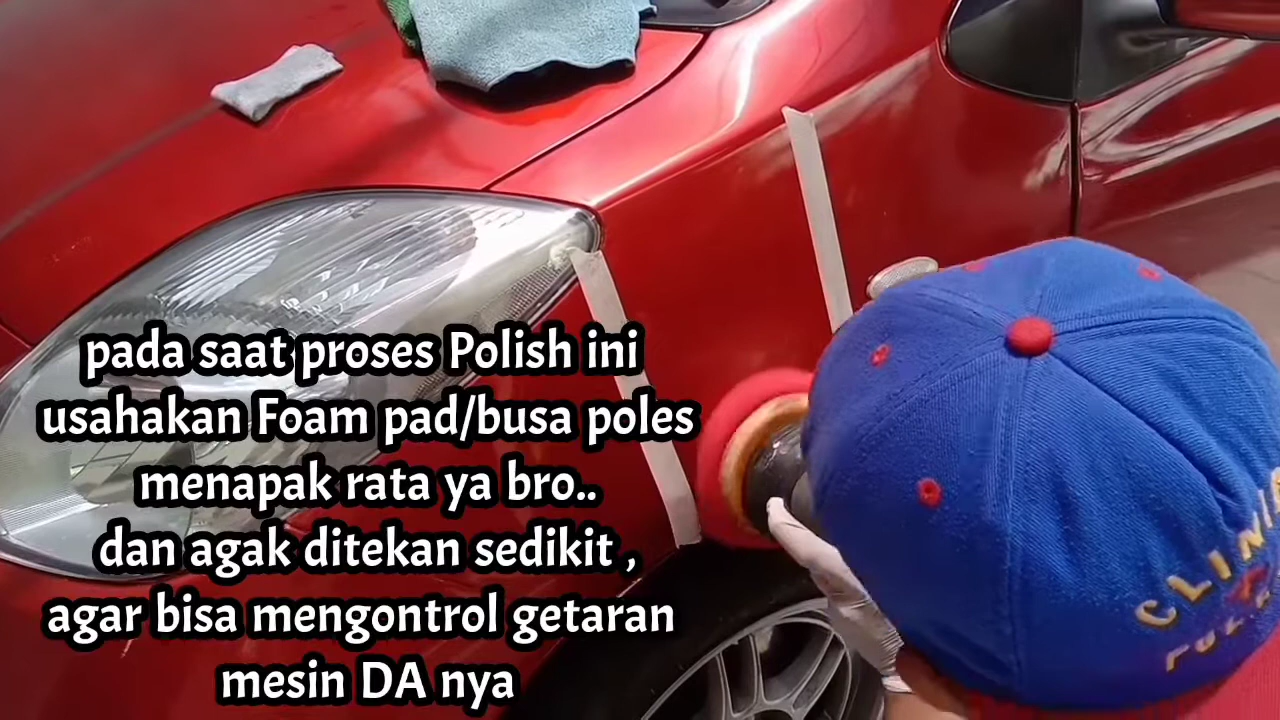 pada saat proses Polish ini
usahakan Foam pad/busa poles
menapak rata ya bro..
dan agak ditekan sedikit ,
agar bisa mengontrol getaran
mesin DA nya